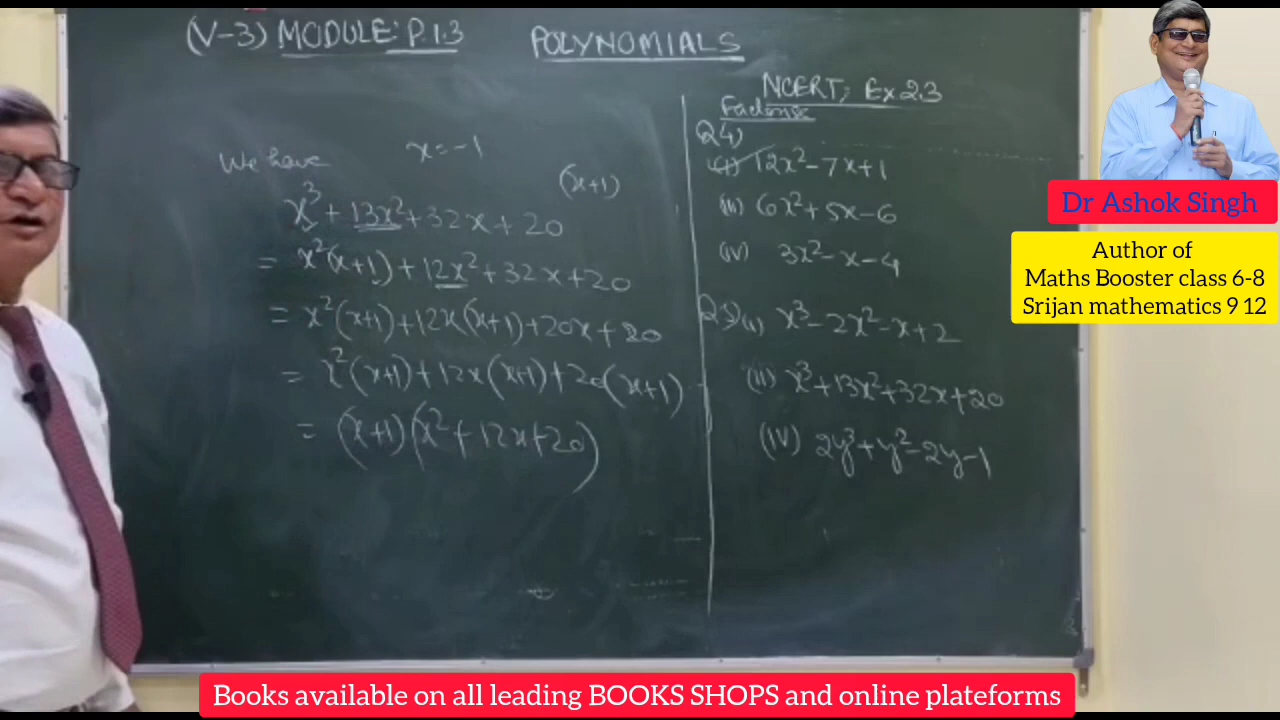 (V-3) MODULE: P.1.3 POLYNOMIALS
We have x=-1 (x+1)
x³ + 13x² + 32x + 20
= x²(x+1) + 12x² + 32x + 20
= x²(x+1) + 12x(x+1) + 20x + 20
= x²(x+1) + 12x(x+1) + 20(x+1)
= (x+1)(x² + 12x + 20)
NCERT; Ex 2.3
Factorise
Q4)
(i) 12x² - 7x + 1
(iii) 6x² + 5x - 6
(iv) 3x² - x - 4
Q5) (i) x³ - 2x² - x + 2
(iii) x³ + 13x² + 32x + 20
(iv) 2y³ + y² - 2y - 1
Dr Ashok Singh
Author of
Maths Booster class 6-8
Srijan mathematics 9 12
Books available on all leading BOOKS SHOPS and online plateforms